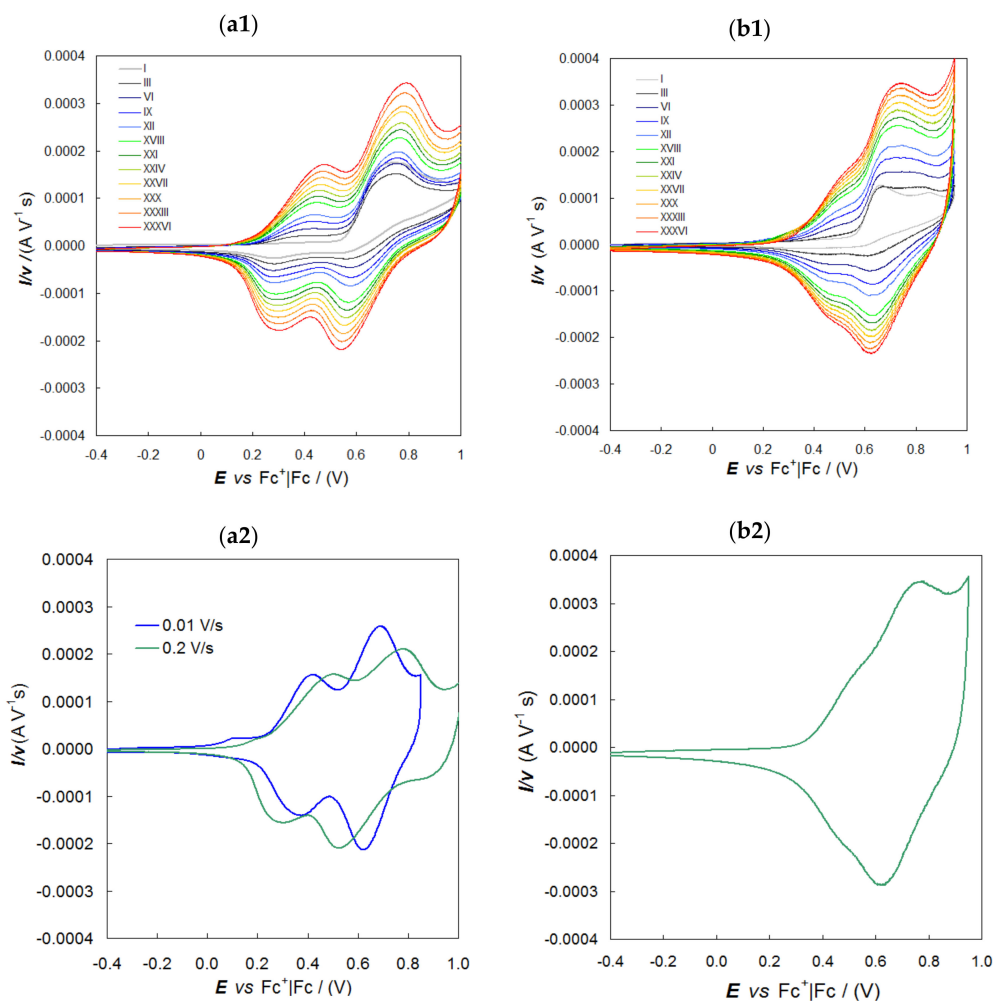 (a1)
0.0004
0.0003
0.0002
0.0001
0.0000
-0.0001
-0.0002
-0.0003
-0.0004
I/ν /(A V⁻¹ s)
I
III
VI
IX
XII
XVIII
XXI
XXIV
XXVII
XXX
XXXIII
XXXVI
-0.4 -0.2 0 0.2 0.4 0.6 0.8 1
E vs Fc⁺|Fc / (V)
(b1)
0.0004
0.0003
0.0002
0.0001
0.0000
-0.0001
-0.0002
-0.0003
-0.0004
I/ν /(A V⁻¹ s)
I
III
VI
IX
XII
XVIII
XXI
XXIV
XXVII
XXX
XXXIII
XXXVI
-0.4 -0.2 0 0.2 0.4 0.6 0.8 1
E vs Fc⁺|Fc / (V)
(a2)
0.0004
0.0003
0.0002
0.0001
0.0000
-0.0001
-0.0002
-0.0003
-0.0004
I/ν (A V⁻¹ s)
0.01 V/s
0.2 V/s
-0.4 -0.2 0.0 0.2 0.4 0.6 0.8 1.0
E vs Fc⁺|Fc / (V)
(b2)
0.0004
0.0003
0.0002
0.0001
0.0000
-0.0001
-0.0002
-0.0003
-0.0004
I/ν (A V⁻¹ s)
-0.4 -0.2 0.0 0.2 0.4 0.6 0.8 1.0
E vs Fc⁺|Fc / (V)